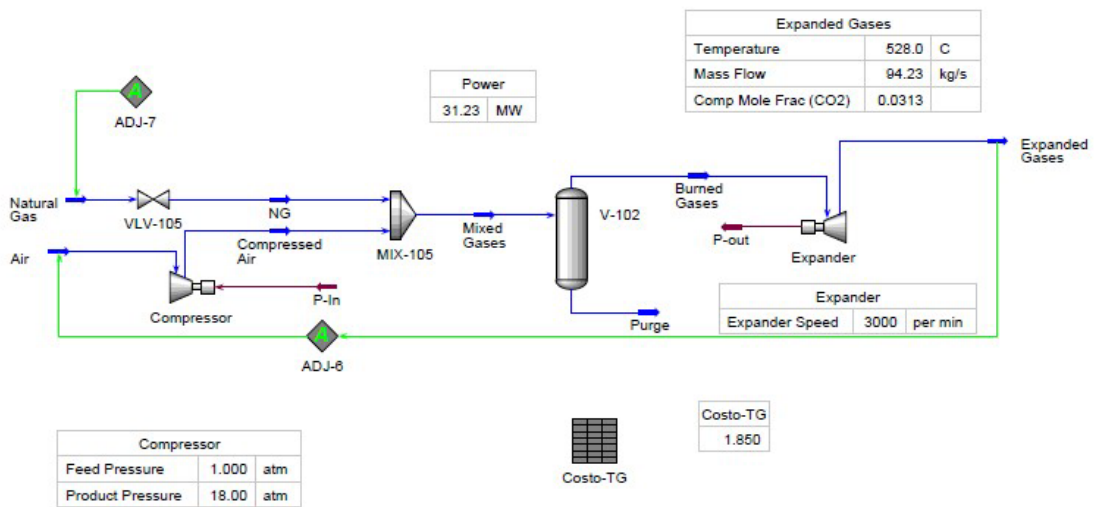 Expanded Gases
Temperature 528.0 C
Mass Flow 94.23 kg/s
Comp Mole Frac (CO2) 0.0313
Power
31.23 MW
A
ADJ-7
Expanded
Gases
Natural
Gas
VLV-105
NG
Burned
Gases
V-102
Compressed
Air
Mixed
Gases
MIX-105
P-out
Expander
Air
P-In
Compressor
Purge
Expander
Expander Speed 3000 per min
A
ADJ-6
Costo-TG
1.850
Compressor
Feed Pressure 1.000 atm
Product Pressure 18.00 atm
Costo-TG